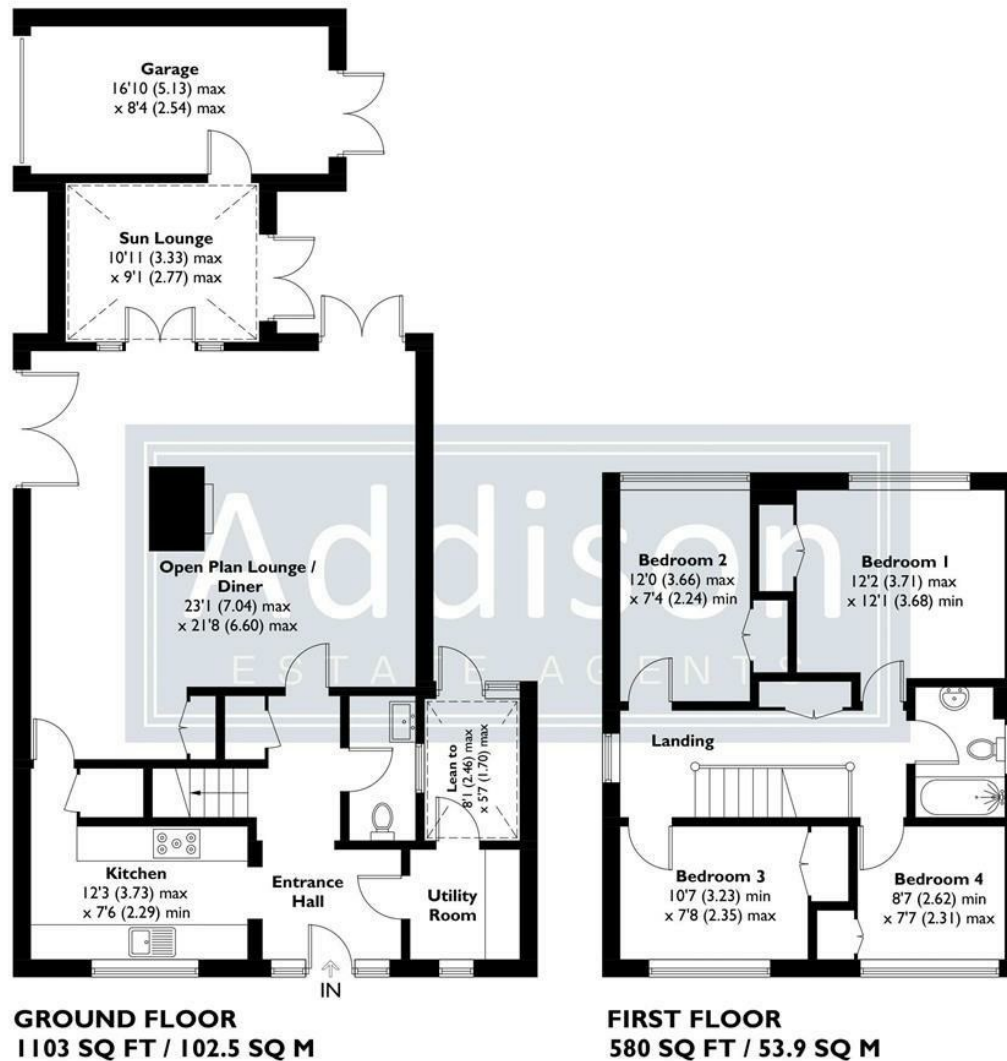 Garage
16'10 (5.13) max
x 8'4 (2.54) max
Sun Lounge
10'11 (3.33) max
x 9'1 (2.77) max
Addison
ESTATE AGENTS
Open Plan Lounge /
Diner
23'1 (7.04) max
x 21'8 (6.60) max
Lean to
8'1 (2.46) max
x 5'7 (1.70) max
Kitchen
12'3 (3.73) max
x 7'6 (2.29) min
Entrance
Hall
Utility
Room
IN
Bedroom 2
12'0 (3.66) max
x 7'4 (2.24) min
Bedroom 1
12'2 (3.71) max
x 12'1 (3.68) min
Landing
Bedroom 3
10'7 (3.23) min
x 7'8 (2.35) max
Bedroom 4
8'7 (2.62) min
x 7'7 (2.31) max
GROUND FLOOR
1103 SQ FT / 102.5 SQ M
FIRST FLOOR
580 SQ FT / 53.9 SQ M